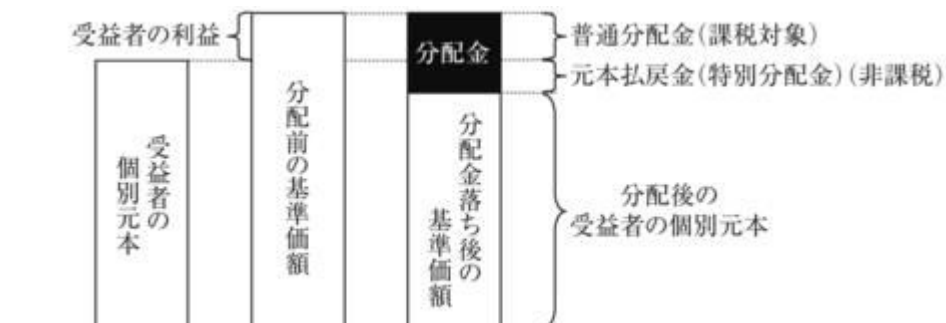 受益者の利益
受益者の
個別元本
分配前の基準価額
分配金
分配金落ち後の
基準価額
普通分配金(課税対象)
元本払戻金(特別分配金)(非課税)
分配後の
受益者の個別元本